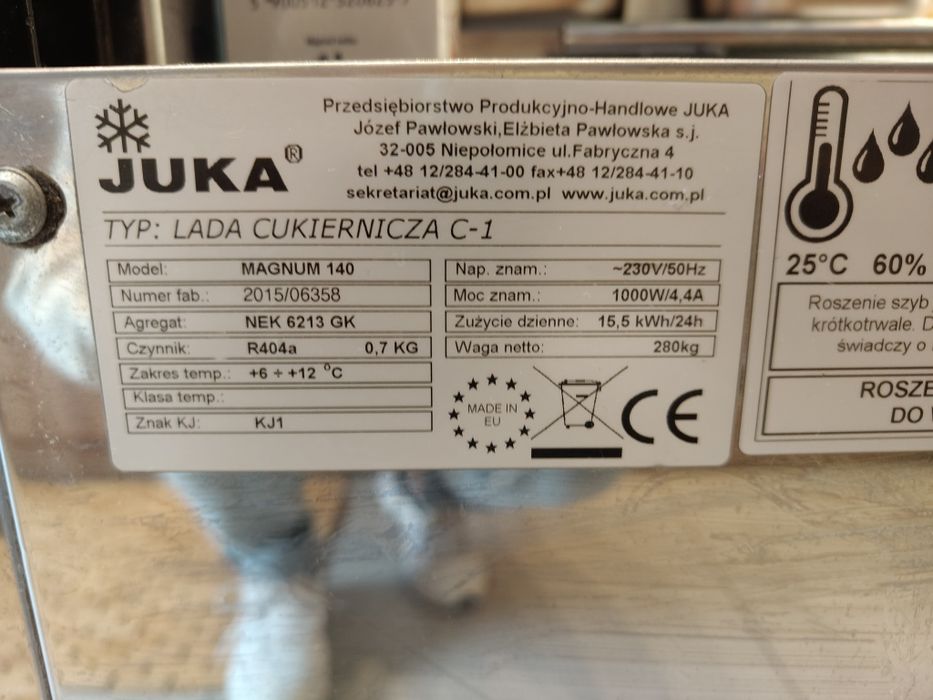 JUKA®
Przedsiębiorstwo Produkcyjno-Handlowe JUKA
Józef Pawłowski,Elżbieta Pawłowska s.j.
32-005 Niepołomice ul.Fabryczna 4
tel +48 12/284-41-00 fax+48 12/284-41-10
sekretariat@juka.com.pl www.juka.com.pl
TYP: LADA CUKIERNICZA C-1
Model: MAGNUM 140
Numer fab.: 2015/06358
Agregat: NEK 6213 GK
Czynnik: R404a 0,7 KG
Zakres temp.: +6 ÷ +12 °C
Klasa temp.:
Znak KJ: KJ1
Nap. znam.: ~230V/50Hz
Moc znam.: 1000W/4,4A
Zużycie dzienne: 15,5 kWh/24h
Waga netto: 280kg
MADE IN
EU
CE
25°C 60%
Roszenie szyb
krótkotrwałe. D
świadczy o
ROSZE
DO